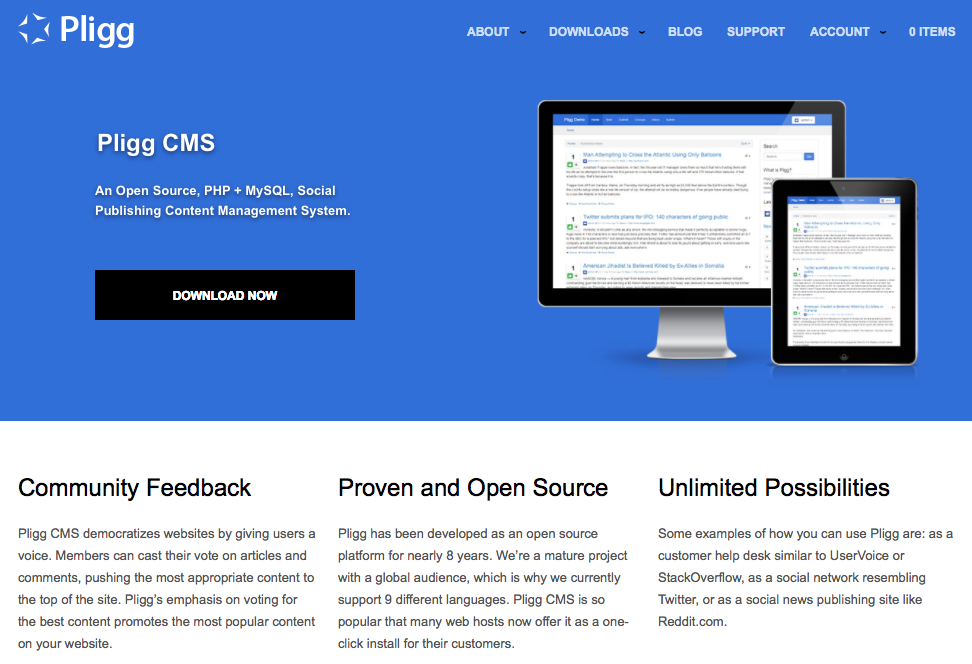 Pligg
ABOUT DOWNLOADS BLOG SUPPORT ACCOUNT 0 ITEMS
Pligg CMS
An Open Source, PHP + MySQL, Social
Publishing Content Management System.
DOWNLOAD NOW
Pligg Demo
Search
Man Attempting to Cross the Atlantic Using Only Balloons
What is Pligg?
Twitter submits plans for IPO: 140 characters of going public
American Jihadist Is Believed Killed by Ex-Allies in Somalia
Community Feedback
Pligg CMS democratizes websites by giving users a
voice. Members can cast their vote on articles and
comments, pushing the most appropriate content to
the top of the site. Pligg’s emphasis on voting for
the best content promotes the most popular content
on your website.
Proven and Open Source
Pligg has been developed as an open source
platform for nearly 8 years. We’re a mature project
with a global audience, which is why we currently
support 9 different languages. Pligg CMS is so
popular that many web hosts now offer it as a one-
click install for their customers.
Unlimited Possibilities
Some examples of how you can use Pligg are: as a
customer help desk similar to UserVoice or
StackOverflow, as a social network resembling
Twitter, or as a social news publishing site like
Reddit.com.